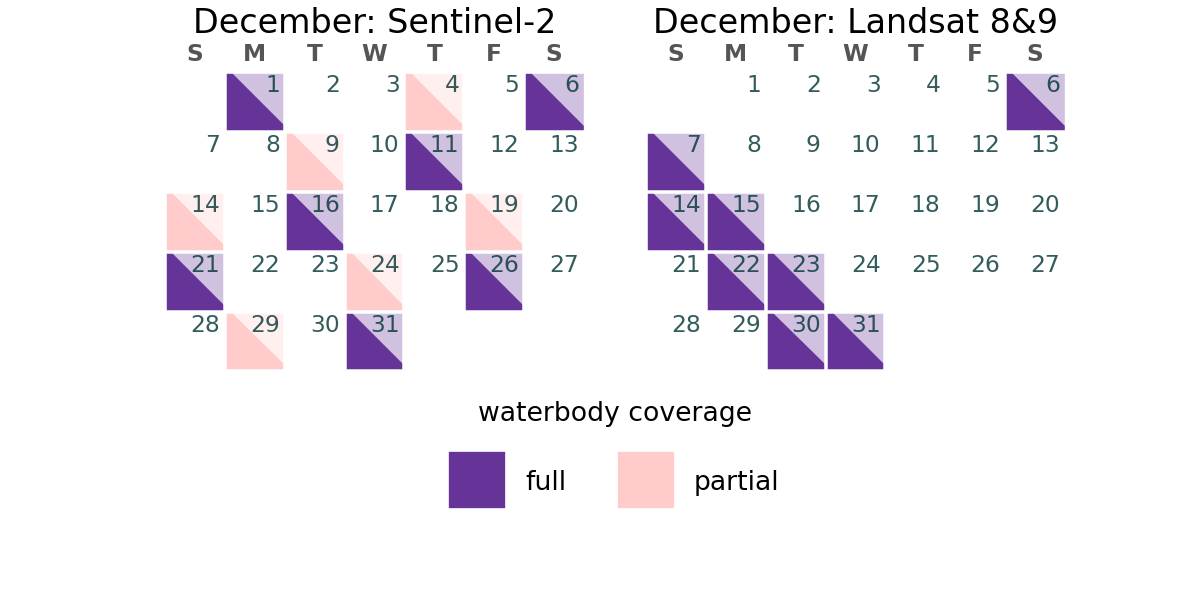 December: Sentinel-2
S M T W T F S
1 2 3 4 5 6
7 8 9 10 11 12 13
14 15 16 17 18 19 20
21 22 23 24 25 26 27
28 29 30 31
December: Landsat 8&9
S M T W T F S
1 2 3 4 5 6
7 8 9 10 11 12 13
14 15 16 17 18 19 20
21 22 23 24 25 26 27
28 29 30 31
waterbody coverage
full partial